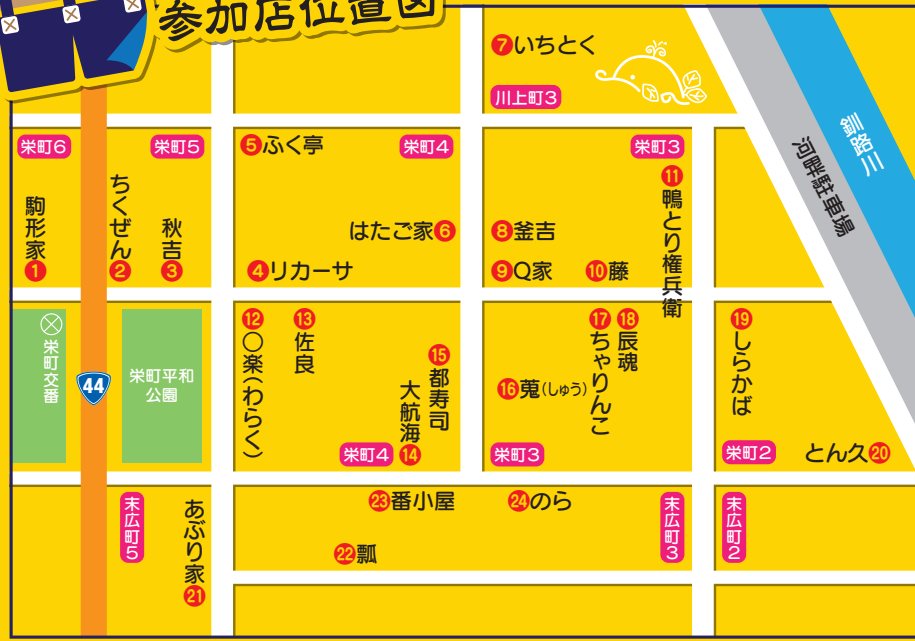 参加店位置図
❼いちとく
川上町3
釧路川
河畔駐車場
栄町6
栄町5
❺ふく亭
栄町4
栄町3
駒形家❶
ちくぜん❷
秋吉❸
はたご家❻
❹リカーサ
❽釜吉
❾Q家
❿藤
⓫鴨とり権兵衛
栄町交番
44
栄町平和
公園
⓬○楽(わらく)
⓭佐良
大航海⓮
⓯都寿司
栄町4
⓰蒐(しゅう)
⓱ちゃりんこ
⓲辰魂
栄町3
⓳しらかば
栄町2
とん久⓴
末広町5
あぶり家㉑
㉓番小屋
㉔のら
㉒瓢
末広町3
末広町2